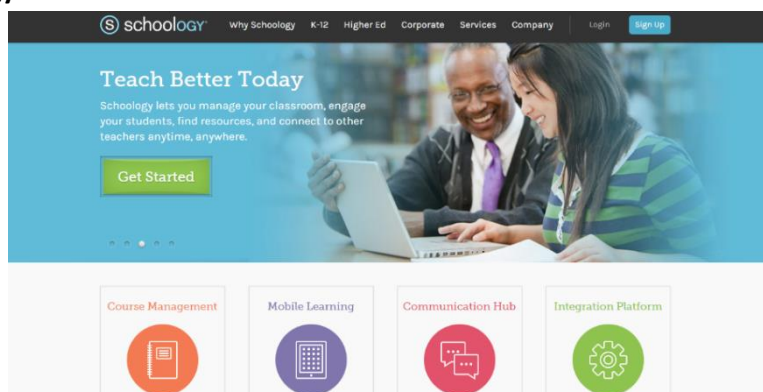 schoology
Why Schoology K-12 Higher Ed Corporate Services Company Login Sign Up
Teach Better Today
Schoology lets you manage your classroom, engage
your students, find resources, and connect to other
teachers anytime, anywhere.
Get Started
Course Management Mobile Learning Communication Hub Integration Platform